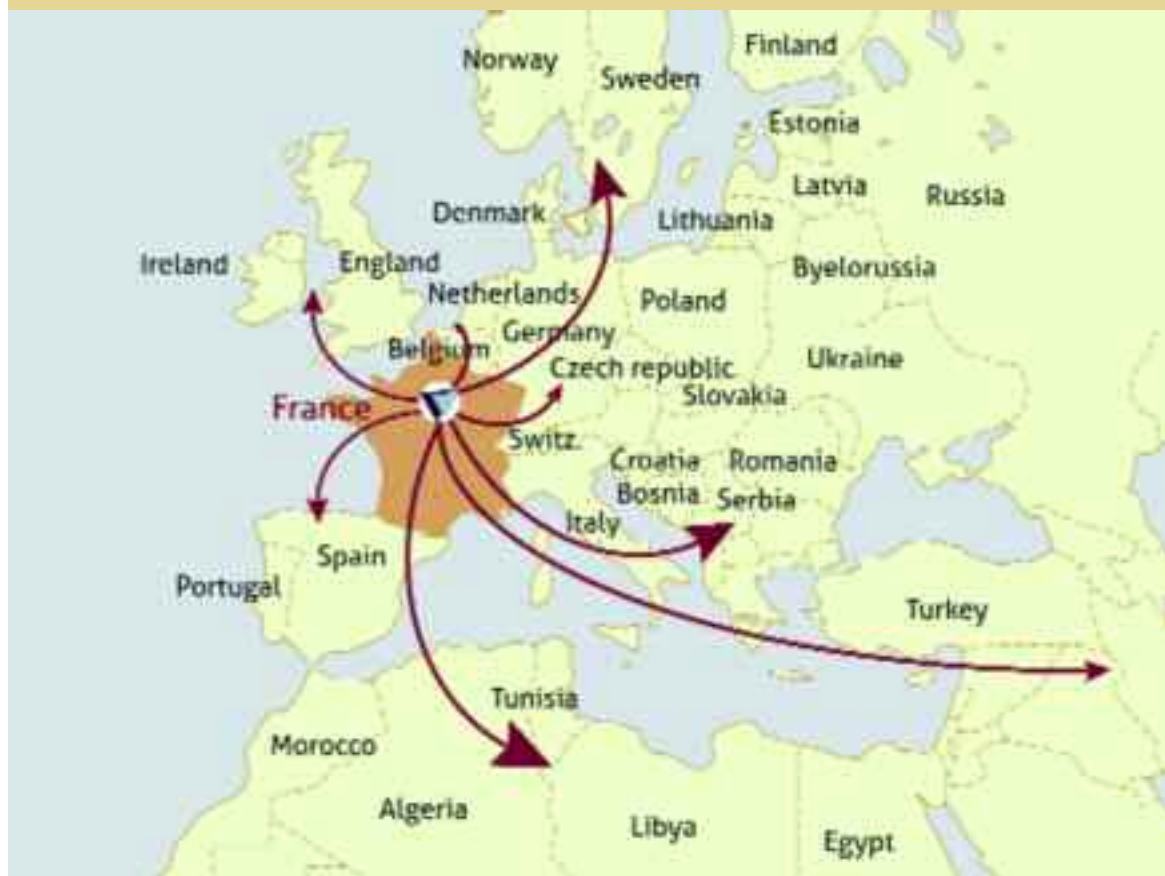 Finland
Norway
Sweden
Estonia
Latvia
Russia
Denmark
Lithuania
Ireland
England
Byelorussia
Netherlands
Poland
Germany
Belgium
Ukraine
Czech republic
Slovakia
France
Switz.
Croatia
Romania
Bosnia
Serbia
Italy
Spain
Portugal
Turkey
Tunisia
Morocco
Algeria
Libya
Egypt